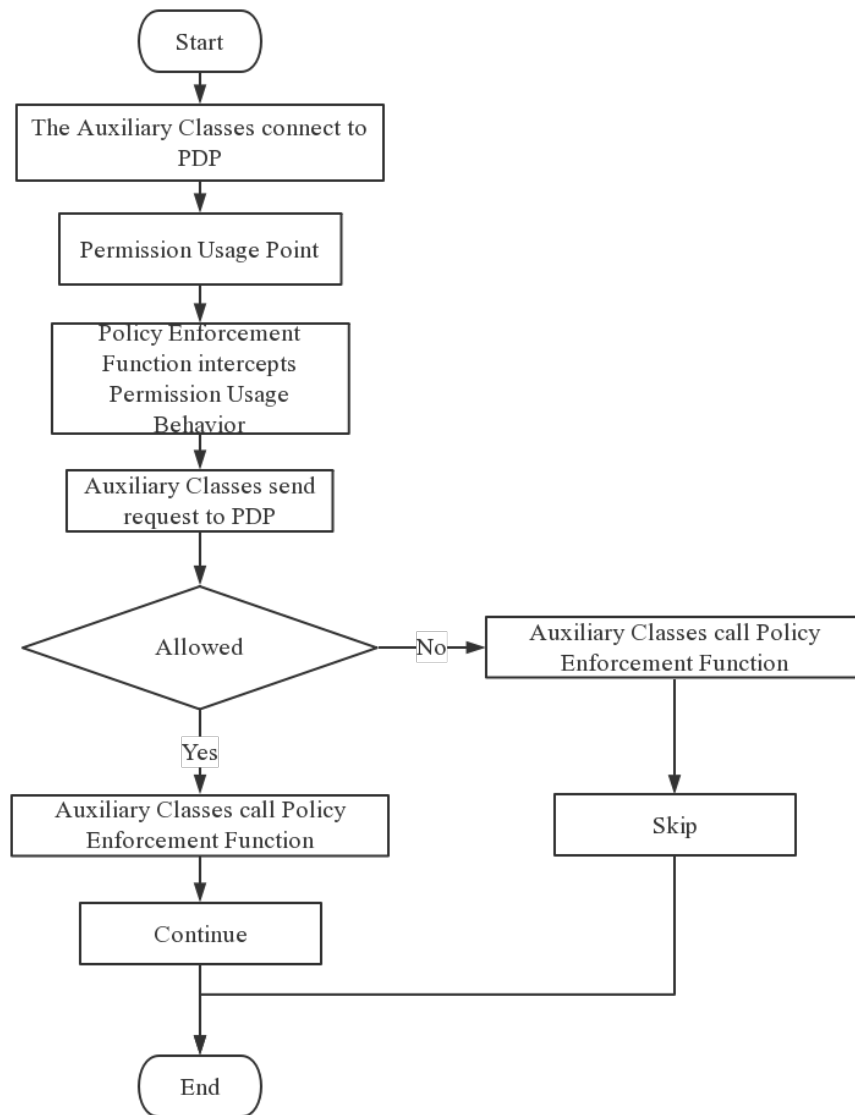 Start
The Auxiliary Classes connect to
PDP
Permission Usage Point
Policy Enforcement
Function intercepts
Permission Usage
Behavior
Auxiliary Classes send
request to PDP
Allowed
No
Auxiliary Classes call Policy
Enforcement Function
Yes
Auxiliary Classes call Policy
Enforcement Function
Skip
Continue
End